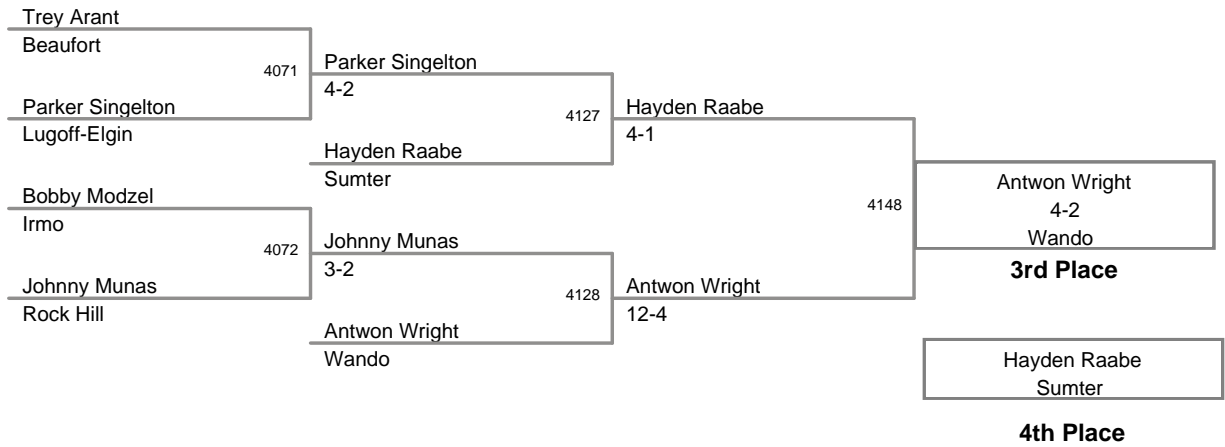 Trey Arant
Beaufort
4071
Parker Singelton
4-2
Parker Singelton
Lugoff-Elgin
4127
Hayden Raabe
4-1
Hayden Raabe
Sumter
Bobby Modzel
Irmo
4072
Johnny Munas
3-2
Johnny Munas
Rock Hill
4128
Antwon Wright
12-4
Antwon Wright
Wando
4148
Antwon Wright
4-2
Wando
3rd Place
Hayden Raabe
Sumter
4th Place